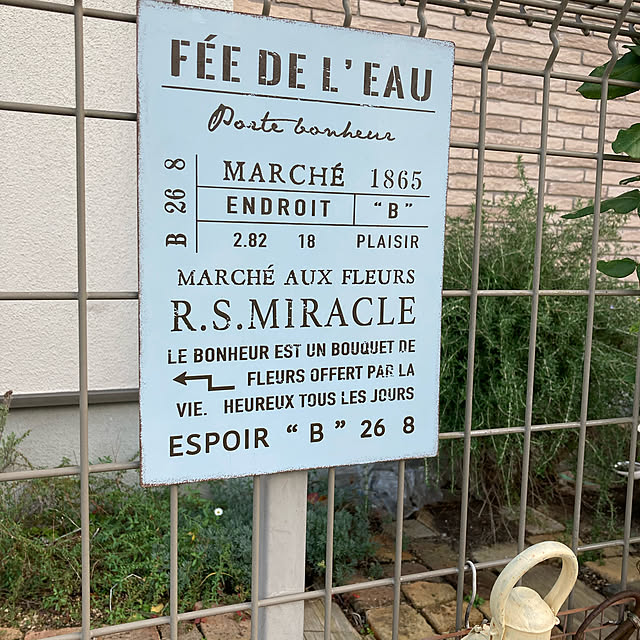 FÉE DE L'EAU
Porte bonheur
B 26 8
MARCHÉ 1865
ENDROIT "B"
2.82 18 PLAISIR
MARCHÉ AUX FLEURS
R.S.MIRACLE
LE BONHEUR EST UN BOUQUET DE
FLEURS OFFERT PAR LA
VIE. HEUREUX TOUS LES JOURS
ESPOIR "B" 26 8